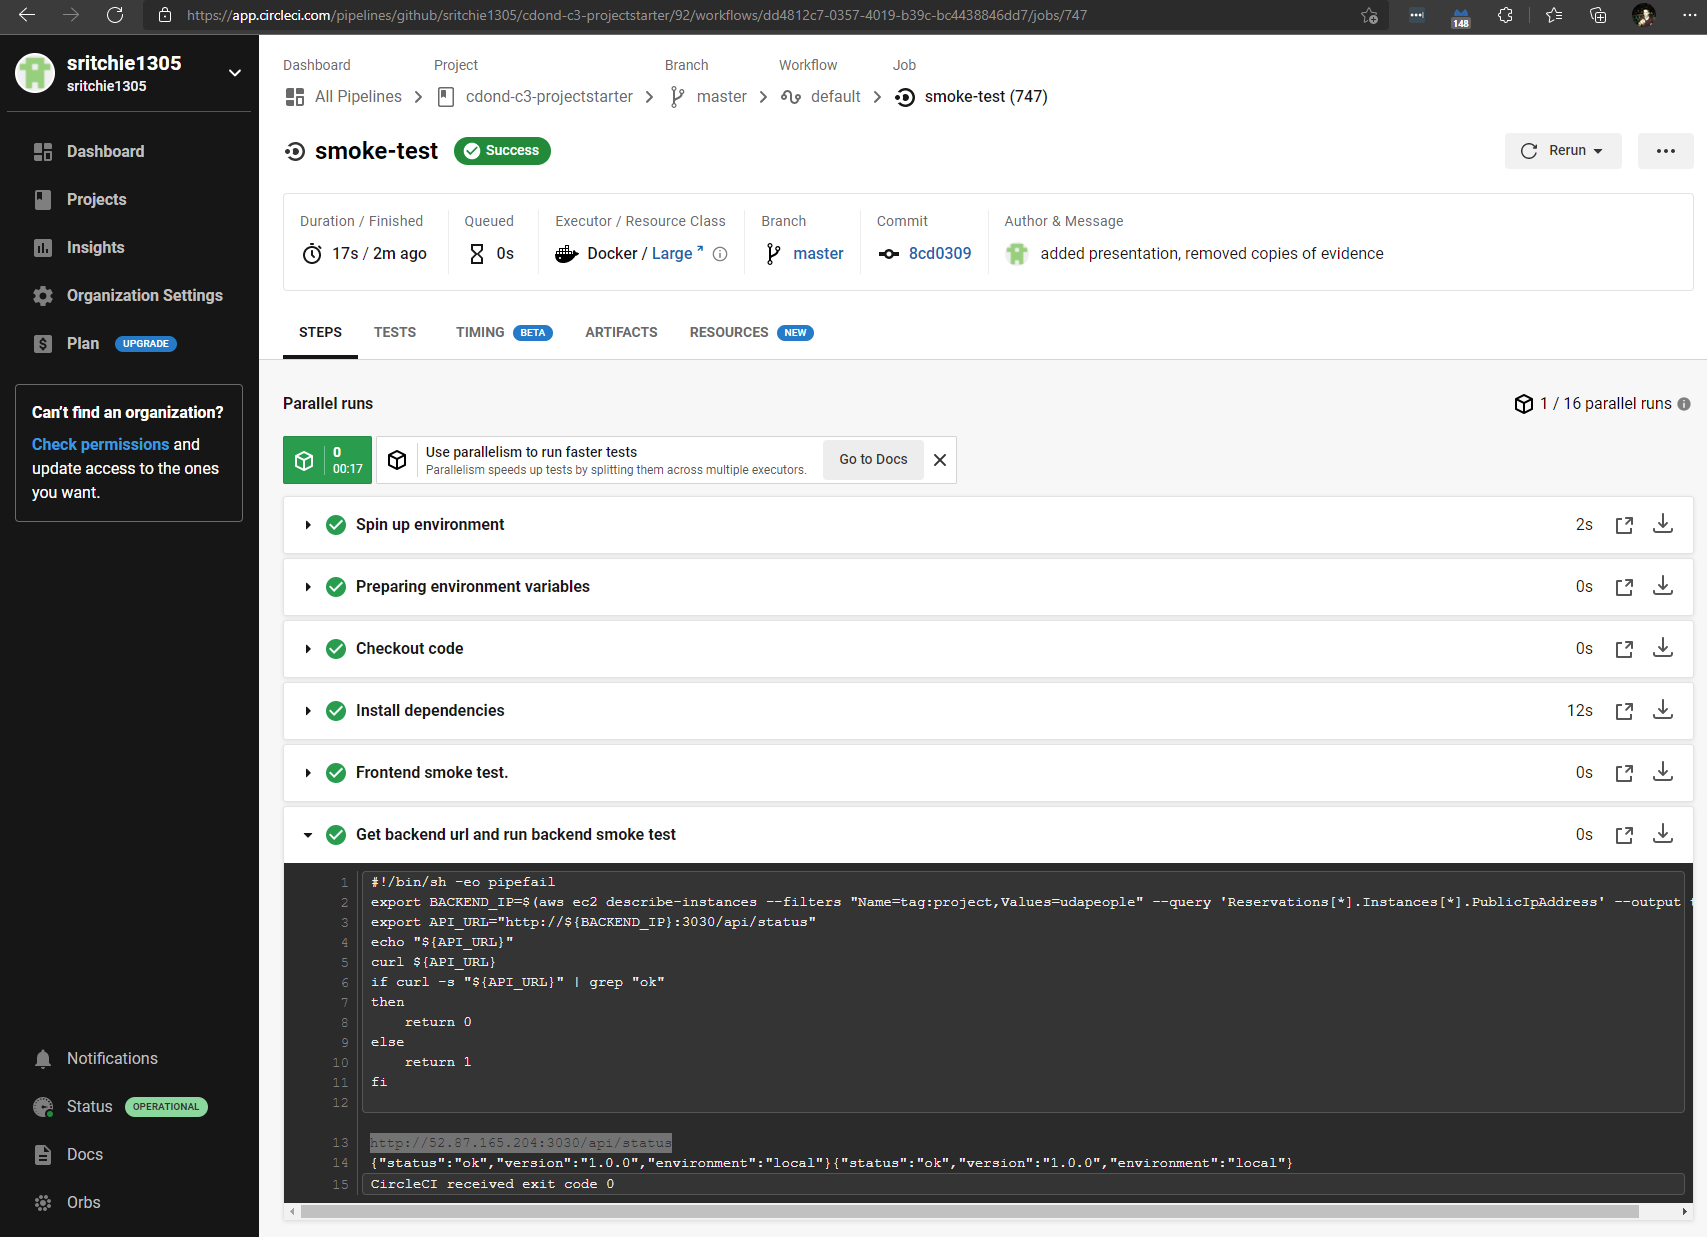 https://app.circleci.com/pipelines/github/sritchie1305/cdond-c3-projectstarter/92/workflows/dd4812c7-0357-4019-b39c-bc4438846dd7/jobs/747
148
sritchie1305
sritchie1305
Dashboard
Projects
Insights
Organization Settings
Plan UPGRADE
Can't find an organization?
Check permissions and
update access to the ones
you want.
Notifications
Status OPERATIONAL
Docs
Orbs
Dashboard Project Branch Workflow Job
All Pipelines cdond-c3-projectstarter master default smoke-test (747)
smoke-test Success Rerun
Duration / Finished Queued Executor / Resource Class Branch Commit Author & Message
17s / 2m ago 0s Docker / Large master 8cd0309 added presentation, removed copies of evidence
STEPS TESTS TIMING BETA ARTIFACTS RESOURCES NEW
Parallel runs 1 / 16 parallel runs
0
00:17
Use parallelism to run faster tests
Parallelism speeds up tests by splitting them across multiple executors.
Go to Docs
Spin up environment 2s
Preparing environment variables 0s
Checkout code 0s
Install dependencies 12s
Frontend smoke test. 0s
Get backend url and run backend smoke test 0s
1 #!/bin/sh -eo pipefail
2 export BACKEND_IP=$(aws ec2 describe-instances --filters "Name=tag:project,Values=udapeople" --query 'Reservations[*].Instances[*].PublicIpAddress' --output
3 export API_URL="http://${BACKEND_IP}:3030/api/status"
4 echo "${API_URL}"
5 curl ${API_URL}
6 if curl -s "${API_URL}" | grep "ok"
7 then
8 return 0
9 else
10 return 1
11 fi
12
13 http://52.87.165.204:3030/api/status
14 {"status":"ok","version":"1.0.0","environment":"local"}{"status":"ok","version":"1.0.0","environment":"local"}
15 CircleCI received exit code 0